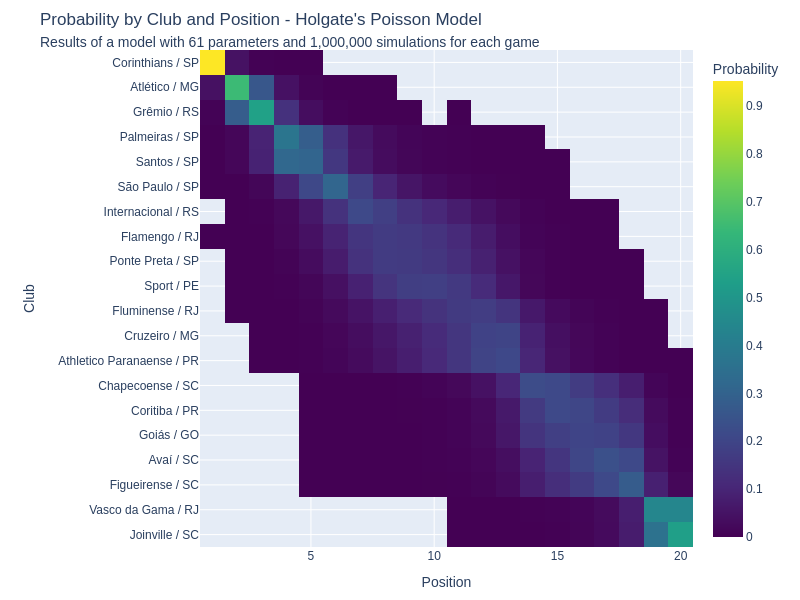 Probability by Club and Position - Holgate's Poisson Model
Results of a model with 61 parameters and 1,000,000 simulations for each game
Probability
Corinthians / SP
Atlético / MG
Grêmio / RS
Palmeiras / SP
Santos / SP
São Paulo / SP
Internacional / RS
Flamengo / RJ
Ponte Preta / SP
Sport / PE
Fluminense / RJ
Cruzeiro / MG
Athletico Paranaense / PR
Chapecoense / SC
Coritiba / PR
Goiás / GO
Avaí / SC
Figueirense / SC
Vasco da Gama / RJ
Joinville / SC
Club
5
10
15
20
Position
0.9
0.8
0.7
0.6
0.5
0.4
0.3
0.2
0.1
0